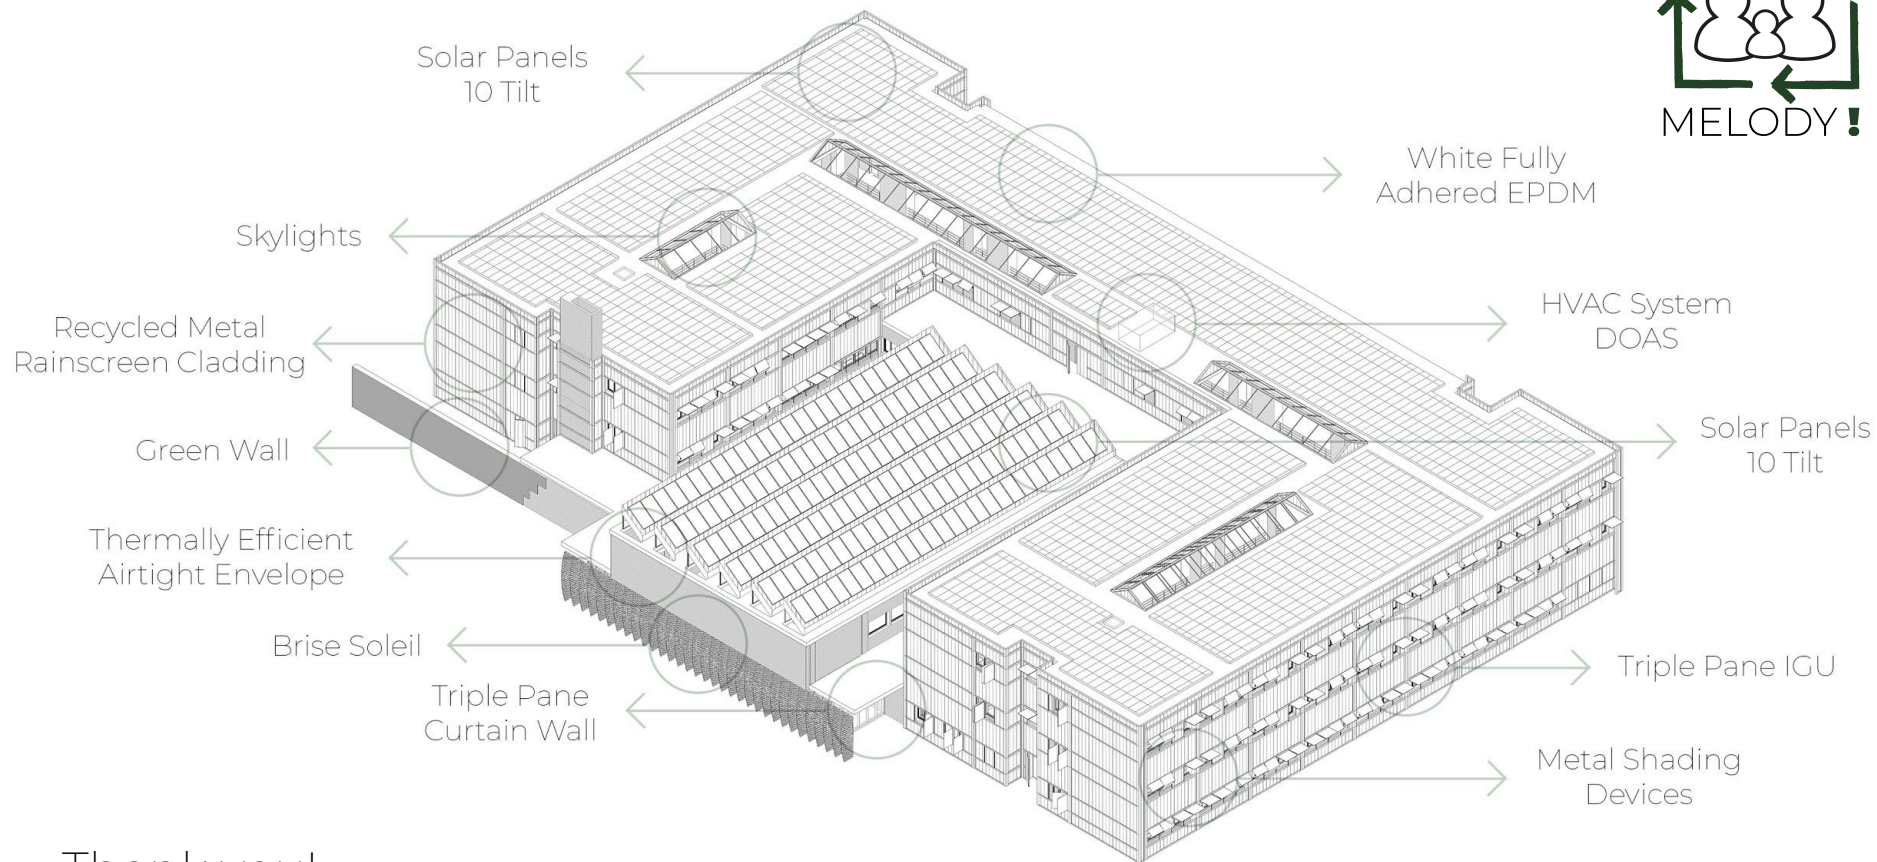 Solar Panels
10 Tilt
MELODY!
White Fully
Adhered EPDM
Skylights
HVAC System
DOAS
Recycled Metal
Rainscreen Cladding
Green Wall
Solar Panels
10 Tilt
Thermally Efficient
Airtight Envelope
Brise Soleil
Triple Pane IGU
Triple Pane
Curtain Wall
Metal Shading
Devices